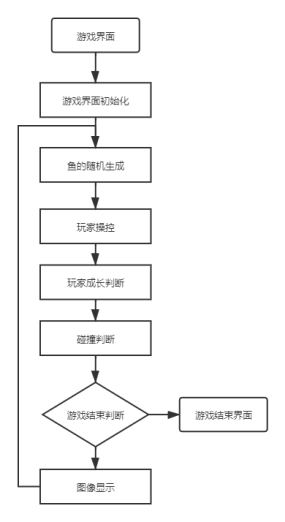 游戏界面
游戏界面初始化
鱼的随机生成
玩家操控
玩家成长判断
碰撞判断
游戏结束判断
游戏结束界面
图像显示